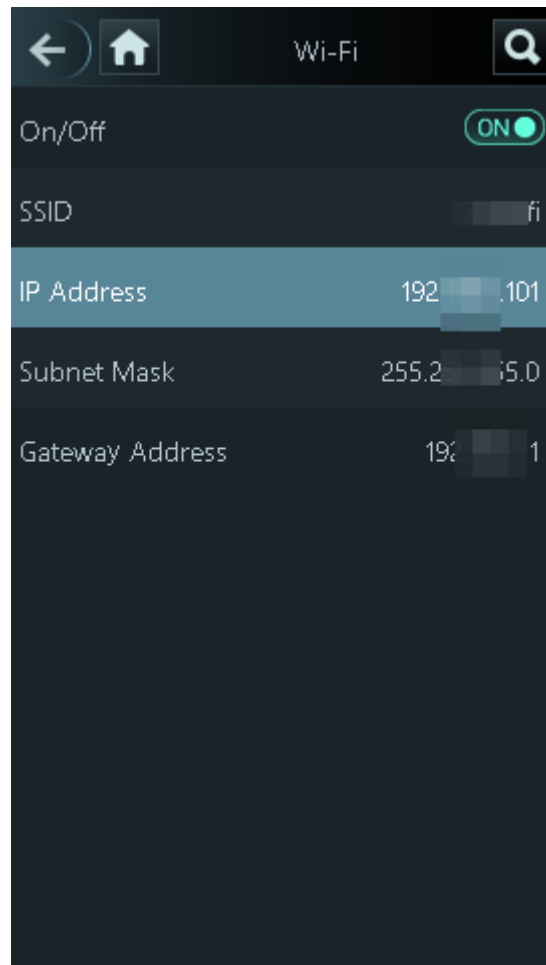 Wi-Fi
On/Off ON
SSID
IP Address
Subnet Mask
Gateway Address